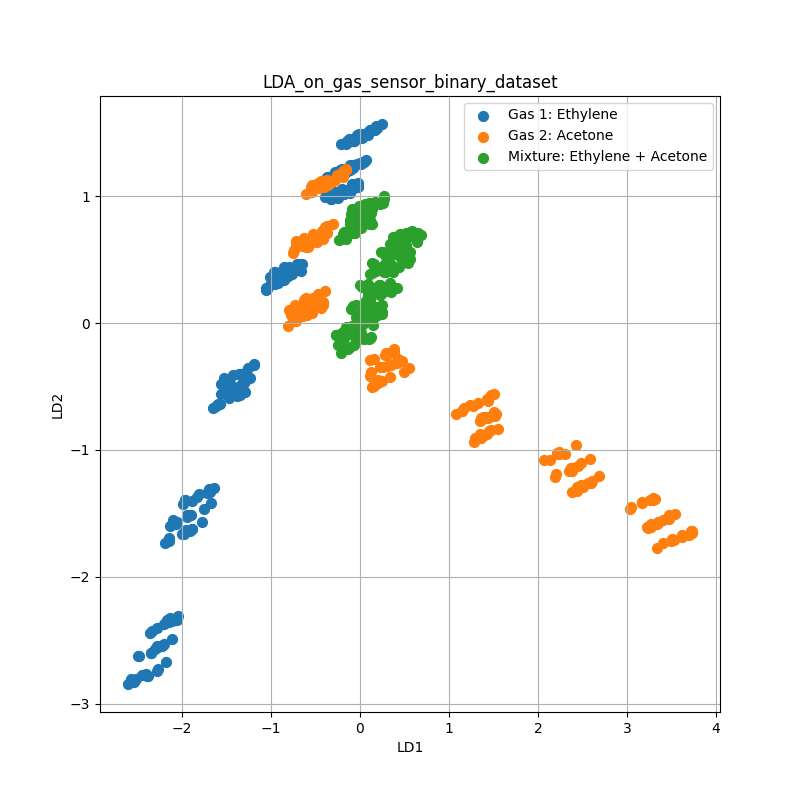 LDA_on_gas_sensor_binary_dataset
Gas 1: Ethylene
Gas 2: Acetone
Mixture: Ethylene + Acetone
1
0
−1
−2
−3
LD2
−2 −1 0 1 2 3 4
LD1